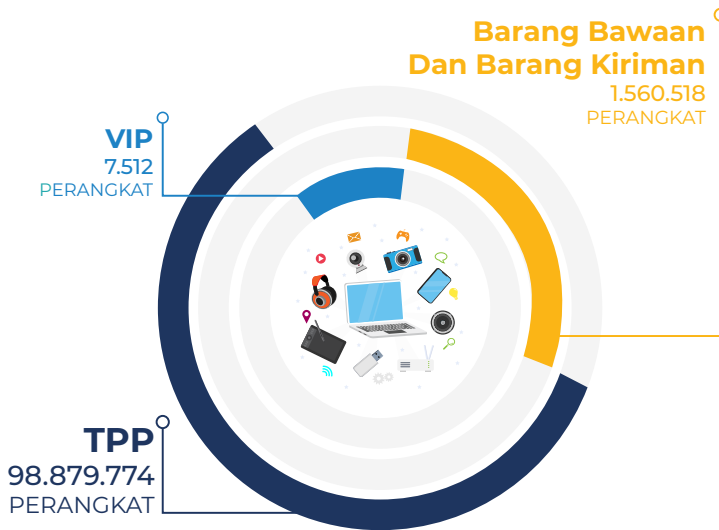 Barang Bawaan
Dan Barang Kiriman
1.560.518
PERANGKAT
VIP
7.512
PERANGKAT
TPP
98.879.774
PERANGKAT